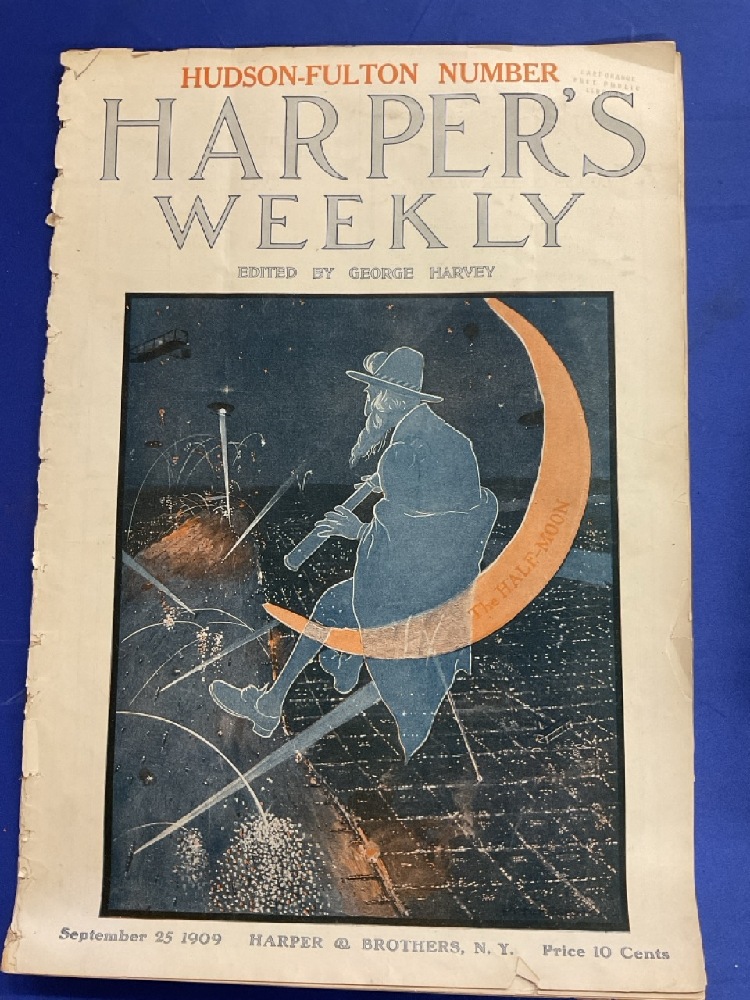 HUDSON-FULTON NUMBER
HARPER'S
WEEKLY
EDITED BY GEORGE HARVEY
The HALF-MOON
September 25 1909 HARPER & BROTHERS, N. Y. Price 10 Cents